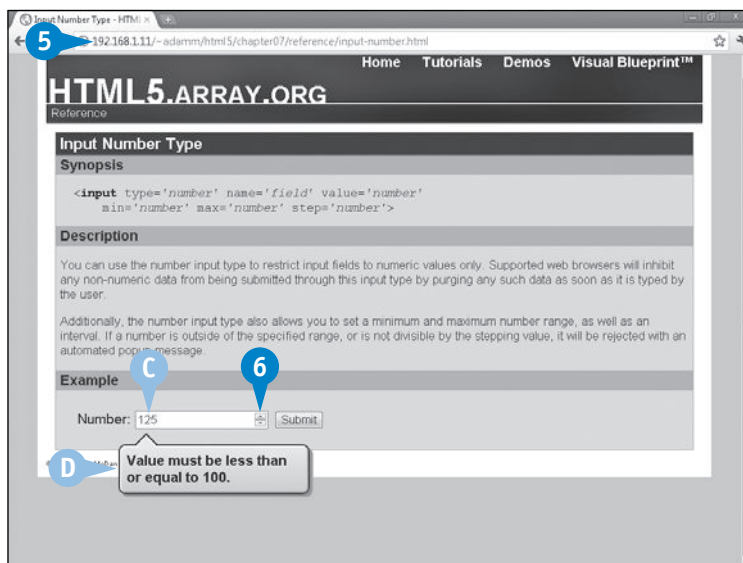 Input Number Type - HTMl
5
192.168.1.11/~adamm/html5/chapter07/reference/input-number.html
Home Tutorials Demos Visual Blueprint™
HTML5.ARRAY.ORG
Reference
Input Number Type
Synopsis
<input type='number' name='field' value='number'
min='number' max='number' step='number'>
Description
You can use the number input type to restrict input fields to numeric values only. Supported web browsers will inhibit
any non-numeric data from being submitted through this input type by purging any such data as soon as it is typed by
the user.
Additionally, the number input type also allows you to set a minimum and maximum number range, as well as an
interval. If a number is outside of the specified range, or is not divisible by the stepping value, it will be rejected with an
automated popup message.
C
6
Example
Number: 125 Submit
D
Value must be less than
or equal to 100.